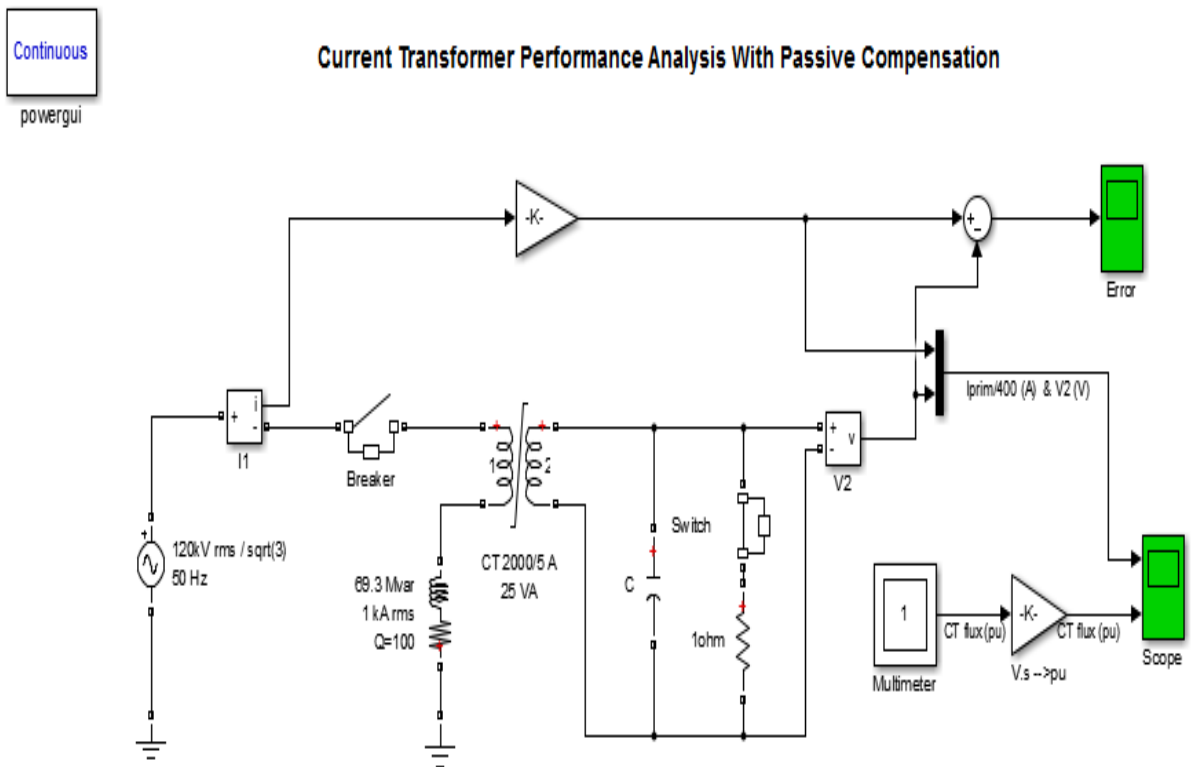 Continuous
powergui
Current Transformer Performance Analysis With Passive Compensation
-K-
+
-
Error
Iprim/400 (A) & V2 (V)
+
i
-
I1
Breaker
+
+
1
2
+
-
v
V2
+
120kV rms / sqrt(3)
50 Hz
CT 2000/5 A
25 VA
69.3 Mvar
1 kA rms
Q=100
+
Switch
+
C
+
1ohm
1
Multimeter
CT flux (pu)
-K-
V.s -->pu
CT flux (pu)
Scope